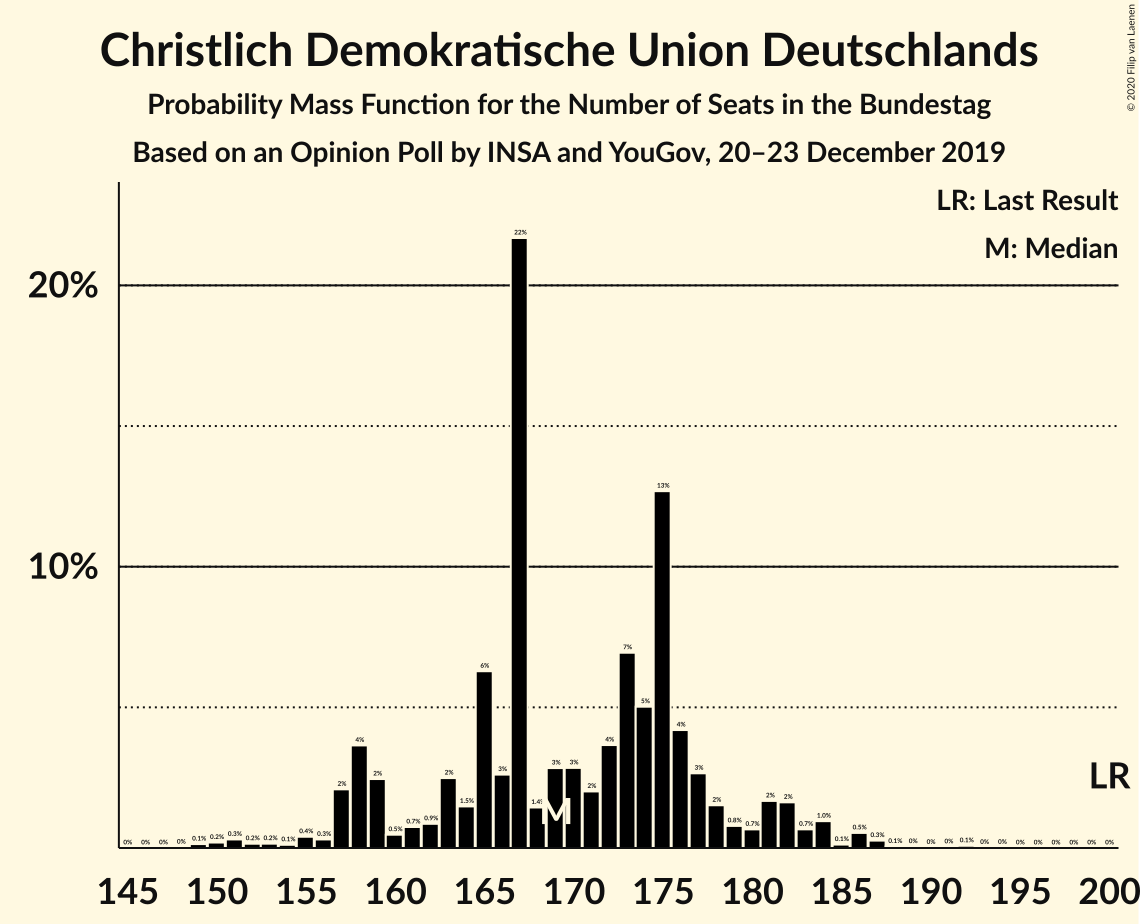 Christlich Demokratische Union Deutschlands
Probability Mass Function for the Number of Seats in the Bundestag
Based on an Opinion Poll by INSA and YouGov, 20–23 December 2019
© 2020 Filip van Laenen
LR: Last Result
M: Median
20%
10%
0% 0% 0% 0% 0.1% 0.2% 0.3% 0.2% 0.2% 0.1% 0.4% 0.3% 2% 4% 2% 0.5% 0.7% 0.9% 2% 1.5% 6% 3% 22% 1.4% 3% 3% 2% 4% 7% 5% 13% 4% 3% 2% 0.8% 0.7% 2% 2% 0.7% 1.0% 0.1% 0.5% 0.3% 0.1% 0% 0% 0% 0.1% 0% 0% 0% 0% 0% 0% 0% 0%
M
LR
145 150 155 160 165 170 175 180 185 190 195 200